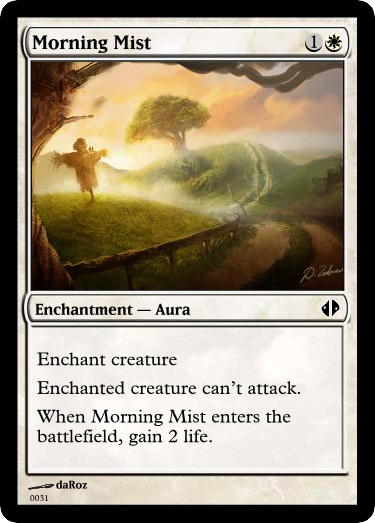 Morning Mist 1
Enchantment — Aura
Enchant creature
Enchanted creature can't attack.
When Morning Mist enters the
battlefield, gain 2 life.
daRoz
0031